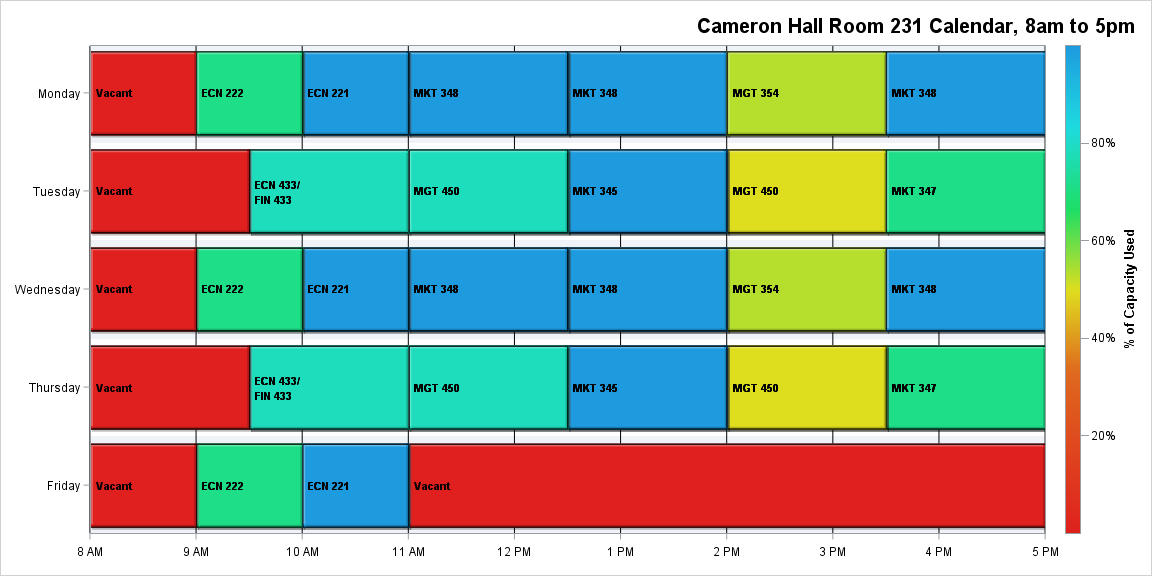 Cameron Hall Room 231 Calendar, 8am to 5pm
Monday
Vacant
ECN 222
ECN 221
MKT 348
MKT 348
MGT 354
MKT 348
Tuesday
Vacant
ECN 433/
FIN 433
MGT 450
MKT 345
MGT 450
MKT 347
Wednesday
Vacant
ECN 222
ECN 221
MKT 348
MKT 348
MGT 354
MKT 348
Thursday
Vacant
ECN 433/
FIN 433
MGT 450
MKT 345
MGT 450
MKT 347
Friday
Vacant
ECN 222
ECN 221
Vacant
8 AM
9 AM
10 AM
11 AM
12 PM
1 PM
2 PM
3 PM
4 PM
5 PM
80%
60%
40%
20%
% of Capacity Used